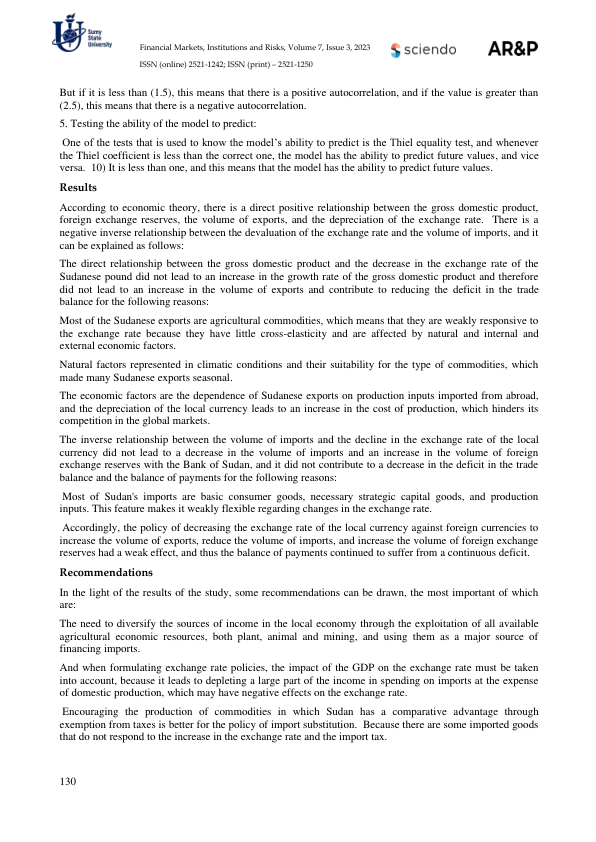 Sumy
State
University
Financial Markets, Institutions and Risks, Volume 7, Issue 3, 2023
ISSN (online) 2521-1242; ISSN (print) – 2521-1250
sciendo
AR&P
But if it is less than (1.5), this means that there is a positive autocorrelation, and if the value is greater than
(2.5), this means that there is a negative autocorrelation.
5. Testing the ability of the model to predict:
One of the tests that is used to know the model's ability to predict is the Thiel equality test, and whenever
the Thiel coefficient is less than the correct one, the model has the ability to predict future values, and vice
versa. 10) It is less than one, and this means that the model has the ability to predict future values.
Results
According to economic theory, there is a direct positive relationship between the gross domestic product,
foreign exchange reserves, the volume of exports, and the depreciation of the exchange rate. There is a
negative inverse relationship between the devaluation of the exchange rate and the volume of imports, and it
can be explained as follows:
The direct relationship between the gross domestic product and the decrease in the exchange rate of the
Sudanese pound did not lead to an increase in the growth rate of the gross domestic product and therefore
did not lead to an increase in the volume of exports and contribute to reducing the deficit in the trade
balance for the following reasons:
Most of the Sudanese exports are agricultural commodities, which means that they are weakly responsive to
the exchange rate because they have little cross-elasticity and are affected by natural and internal and
external economic factors.
Natural factors represented in climatic conditions and their suitability for the type of commodities, which
made many Sudanese exports seasonal.
The economic factors are the dependence of Sudanese exports on production inputs imported from abroad,
and the depreciation of the local currency leads to an increase in the cost of production, which hinders its
competition in the global markets.
The inverse relationship between the volume of imports and the decline in the exchange rate of the local
currency did not lead to a decrease in the volume of imports and an increase in the volume of foreign
exchange reserves with the Bank of Sudan, and it did not contribute to a decrease in the deficit in the trade
balance and the balance of payments for the following reasons:
Most of Sudan's imports are basic consumer goods, necessary strategic capital goods, and production
inputs. This feature makes it weakly flexible regarding changes in the exchange rate.
Accordingly, the policy of decreasing the exchange rate of the local currency against foreign currencies to
increase the volume of exports, reduce the volume of imports, and increase the volume of foreign exchange
reserves had a weak effect, and thus the balance of payments continued to suffer from a continuous deficit.
Recommendations
In the light of the results of the study, some recommendations can be drawn, the most important of which
are:
The need to diversify the sources of income in the local economy through the exploitation of all available
agricultural economic resources, both plant, animal and mining, and using them as a major source of
financing imports.
And when formulating exchange rate policies, the impact of the GDP on the exchange rate must be taken
into account, because it leads to depleting a large part of the income in spending on imports at the expense
of domestic production, which may have negative effects on the exchange rate.
Encouraging the production of commodities in which Sudan has a comparative advantage through
exemption from taxes is better for the policy of import substitution. Because there are some imported goods
that do not respond to the increase in the exchange rate and the import tax.
130